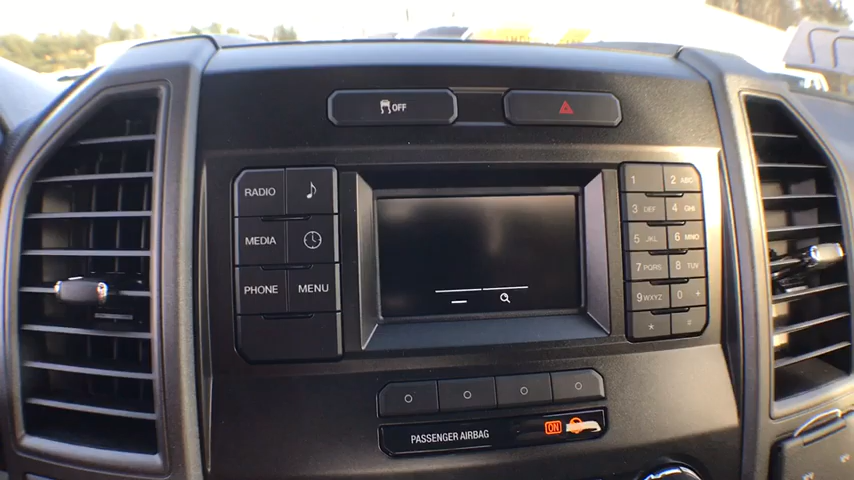 OFF
RADIO
MEDIA
PHONE MENU
1 2 ABC
3 DEF 4 GHI
5 JKL 6 MNO
7 PQRS 8 TUV
9 WXYZ 0 +
* #
PASSENGER AIRBAG ON